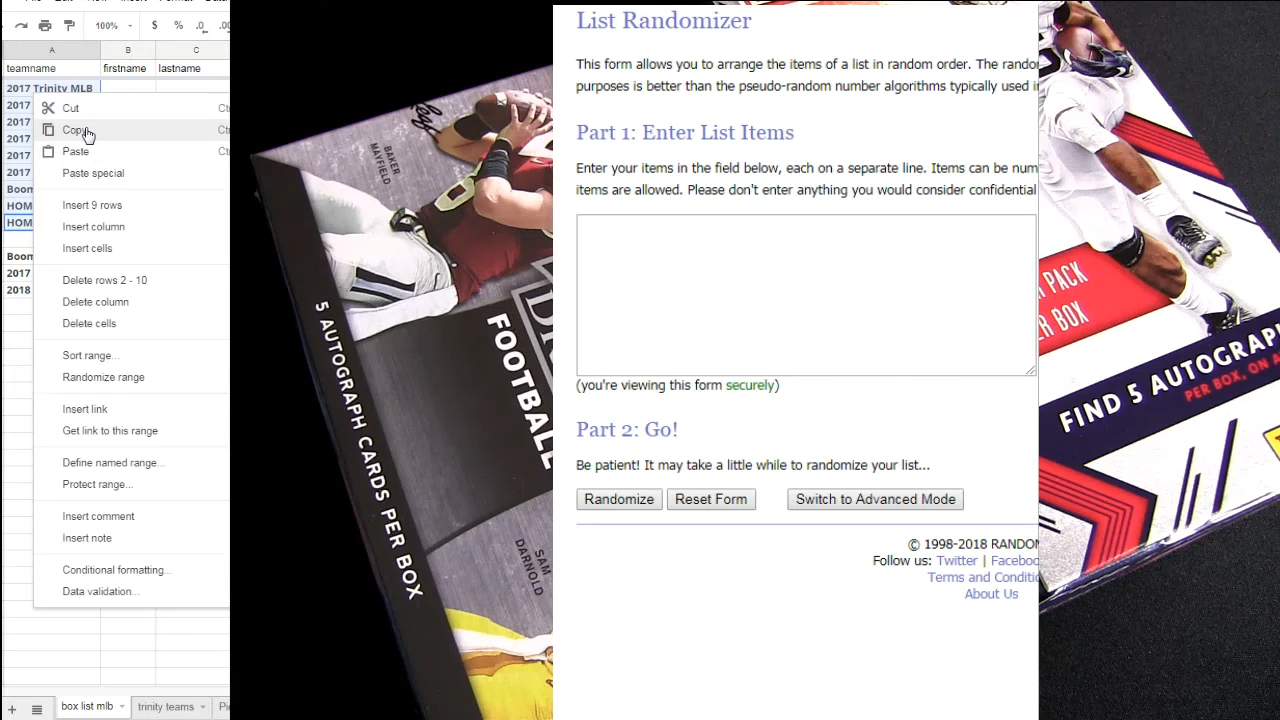 100%
$
%
.0
.00
A
B
C
teamname
firstname
lastname
2017 Trinity MLB
2017
2017
2017
2017
2017
Boom
HOM
HOM
Boom
2017
2018
Cut
Copy
Paste
Paste special
Insert 9 rows
Insert column
Insert cells
Delete rows 2 - 10
Delete column
Delete cells
Sort range...
Randomize range
Insert link
Get link to this range
Define named range...
Protect range...
Insert comment
Insert note
Conditional formatting...
Data validation...
box list mlb
trinity teams
BAKER
MAYFIELD
5 AUTOGRAPH CARDS PER BOX
FOOTBALL
SAM
DARNOLD
List Randomizer
This form allows you to arrange the items of a list in random order. The
purposes is better than the pseudo-random number algorithms typically used
Part 1: Enter List Items
Enter your items in the field below, each on a separate line. Items can be
items are allowed. Please don't enter anything you would consider confidential
(you're viewing this form securely)
Part 2: Go!
Be patient! It may take a little while to randomize your list...
Randomize
Reset Form
Switch to Advanced Mode
© 1998-2018 RANDO
Follow us: Twitter | Faceboo
Terms and Conditio
About Us
PACK
BOX
FIND 5 AUTOGRAP
PER BOX, ON A